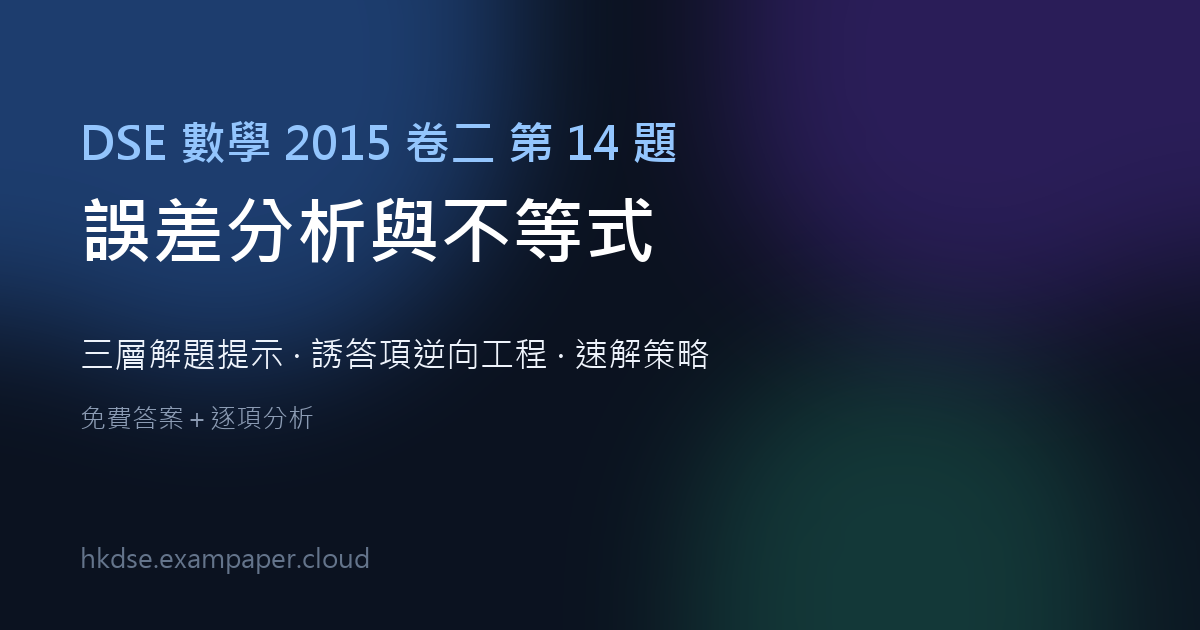 DSE 數學 2015 卷二 第 14 題
誤差分析與不等式
三層解題提示 · 誘答項逆向工程 · 速解策略
免費答案 + 逐項分析
hkdse.exampaper.cloud